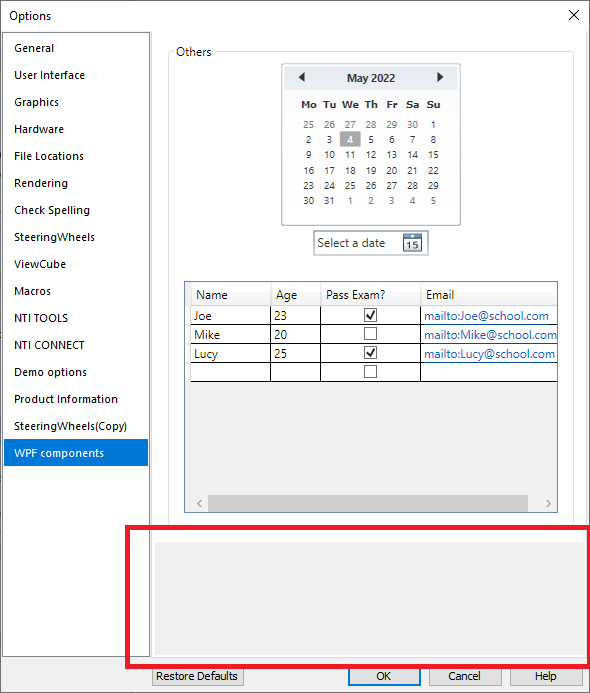 Options
General
User Interface
Graphics
Hardware
File Locations
Rendering
Check Spelling
SteeringWheels
ViewCube
Macros
NTI TOOLS
NTI CONNECT
Demo options
Product Information
SteeringWheels(Copy)
WPF components
Others
May 2022
Mo Tu We Th Fr Sa Su
25 26 27 28 29 30 1
2 3 4 5 6 7 8
9 10 11 12 13 14 15
16 17 18 19 20 21 22
23 24 25 26 27 28 29
30 31 1 2 3 4 5
Select a date 15
Name Age Pass Exam? Email
Joe 23 mailto:Joe@school.com
Mike 20 mailto:Mike@school.com
Lucy 25 mailto:Lucy@school.com
Restore Defaults OK Cancel Help